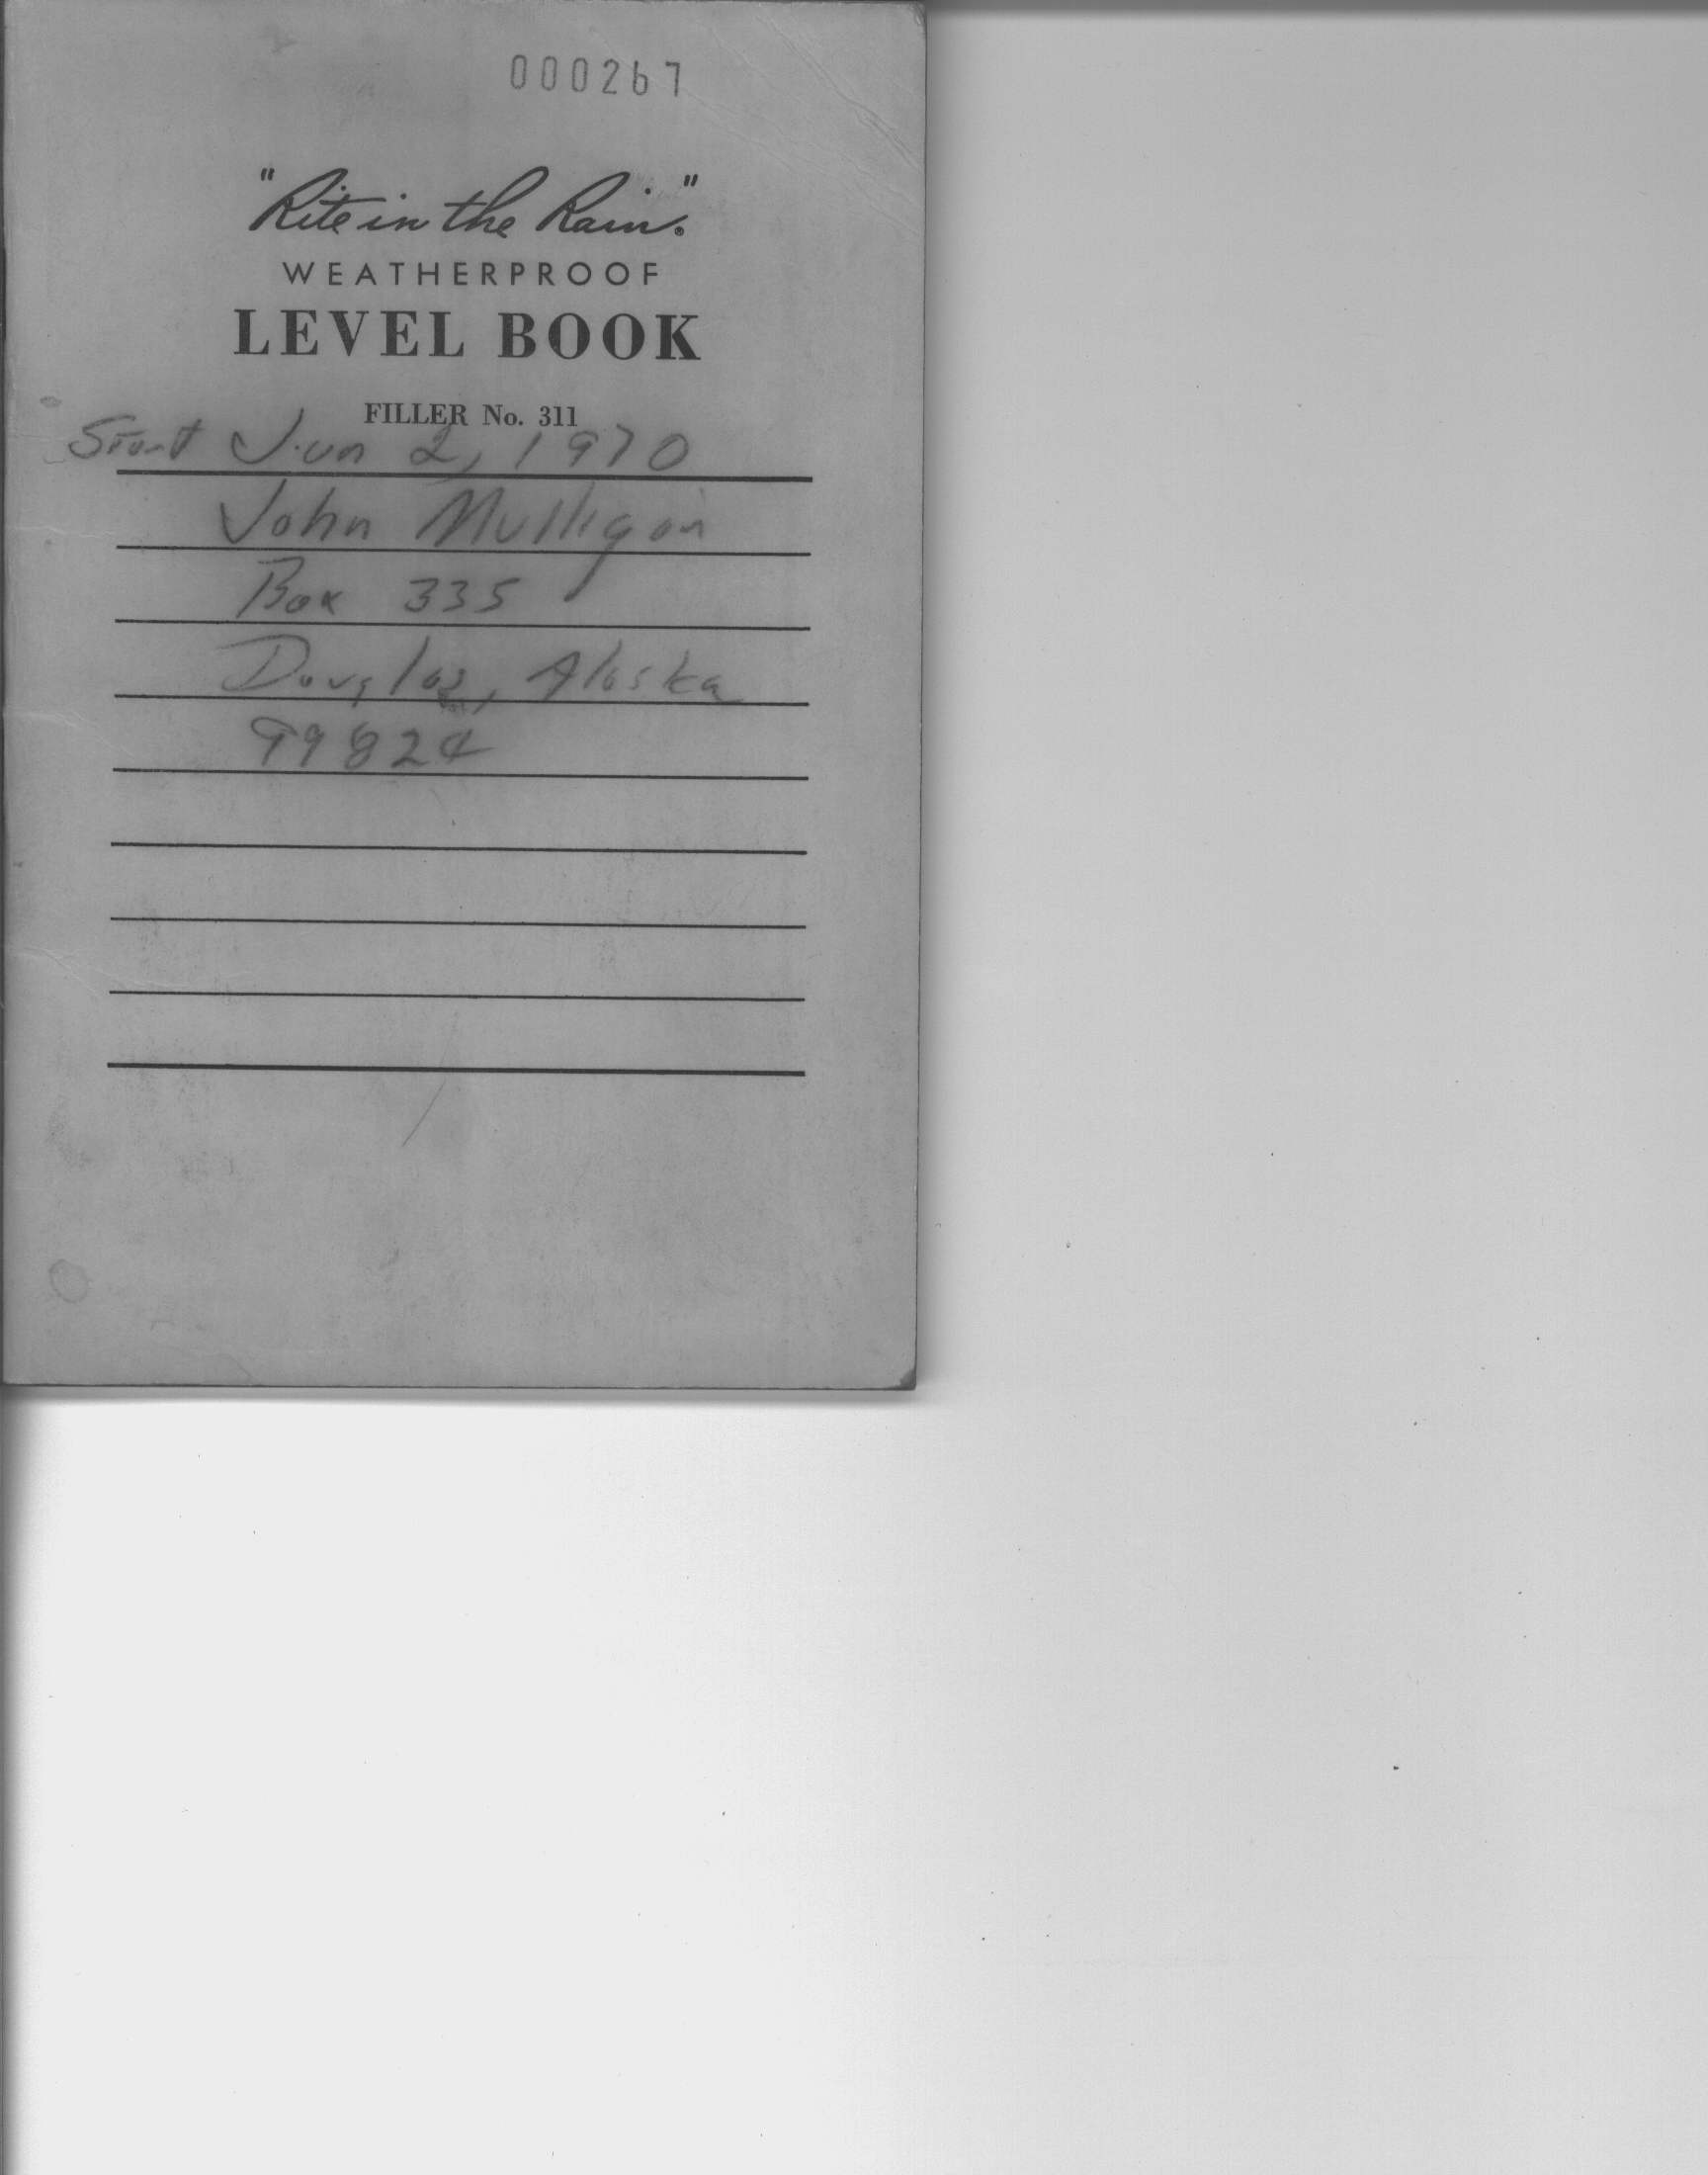 000267
"Rite in the Rain"®
WEATHERPROOF
LEVEL BOOK
FILLER No. 311
Start Jun 2, 1970
John Mulligan
Box 335
Douglas, Alaska
99824